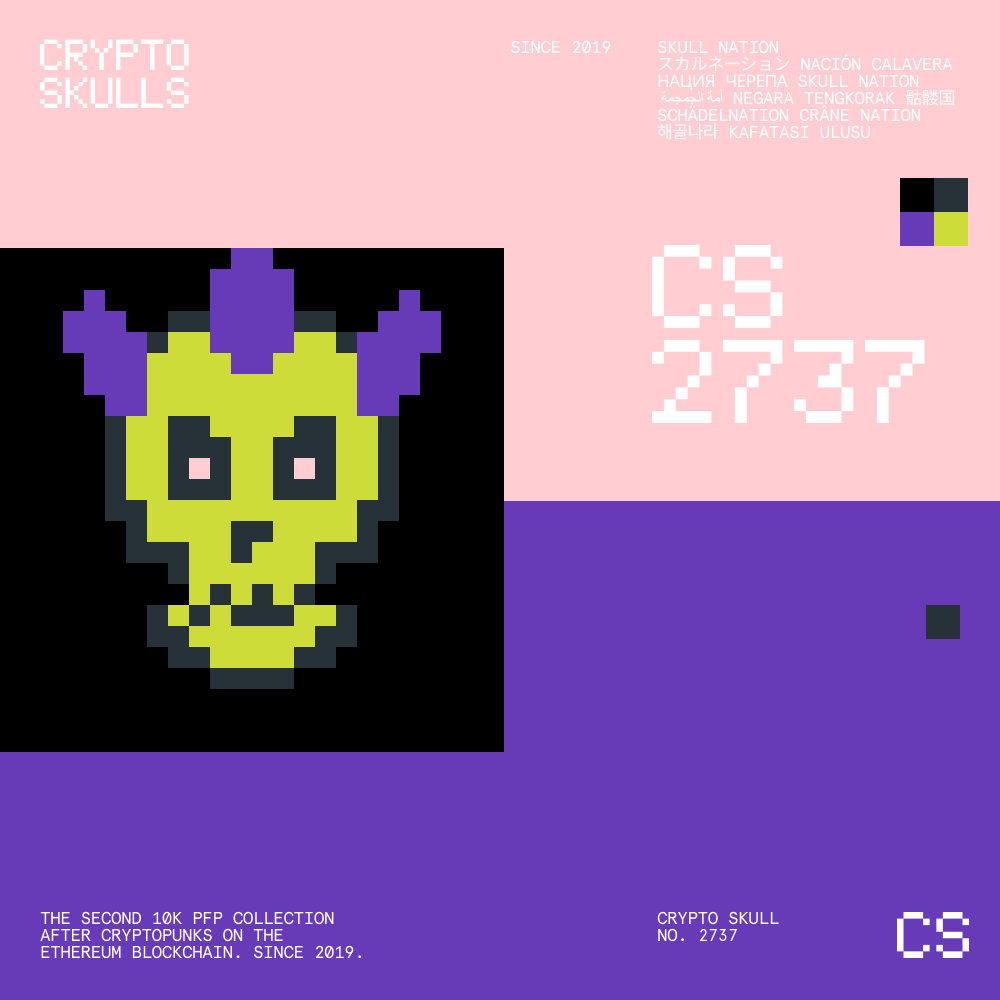 CRYPTO
SKULLS
SINCE 2019
SKULL NATION
スカルネーション NACIÓN CALAVERA
НАЦИЯ ЧЕРЕПА SKULL NATION
أمة الجمجمة NEGARA TENGKORAK 骷髅国
SCHÄDELNATION CRÂNE NATION
해골나라 KAFATASI ULUSU
CS
2737
THE SECOND 10K PFP COLLECTION
AFTER CRYPTOPUNKS ON THE
ETHEREUM BLOCKCHAIN. SINCE 2019.
CRYPTO SKULL
NO. 2737
CS